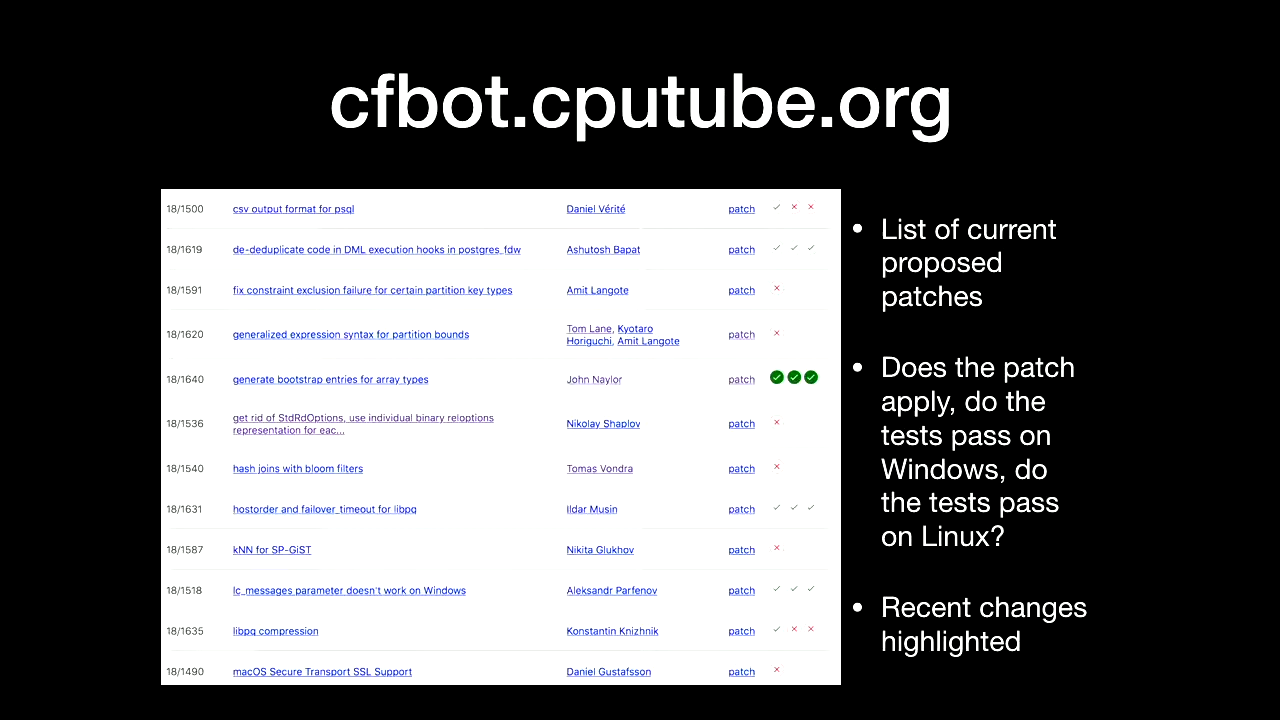 cfbot.cputube.org
18/1500 csv output format for psql Daniel Vérité patch ✓ × ×
18/1619 de-deduplicate code in DML execution hooks in postgres_fdw Ashutosh Bapat patch ✓ ✓ ✓
18/1591 fix constraint exclusion failure for certain partition key types Amit Langote patch ×
18/1620 generalized expression syntax for partition bounds Tom Lane, Kyotaro patch ×
Horiguchi, Amit Langote
18/1640 generate bootstrap entries for array types John Naylor patch ✓ ✓ ✓
18/1536 get rid of StdRdOptions, use individual binary reloptions Nikolay Shaplov patch ×
representation for eac...
18/1540 hash joins with bloom filters Tomas Vondra patch ×
18/1631 hostorder and failover_timeout for libpq Ildar Musin patch ✓ ✓ ✓
18/1587 kNN for SP-GiST Nikita Glukhov patch ×
18/1518 lc_messages parameter doesn't work on Windows Aleksandr Parfenov patch ✓ ✓ ✓
18/1635 libpq compression Konstantin Knizhnik patch ✓ × ×
18/1490 macOS Secure Transport SSL Support Daniel Gustafsson patch ×
• List of current
proposed
patches
• Does the patch
apply, do the
tests pass on
Windows, do
the tests pass
on Linux?
• Recent changes
highlighted